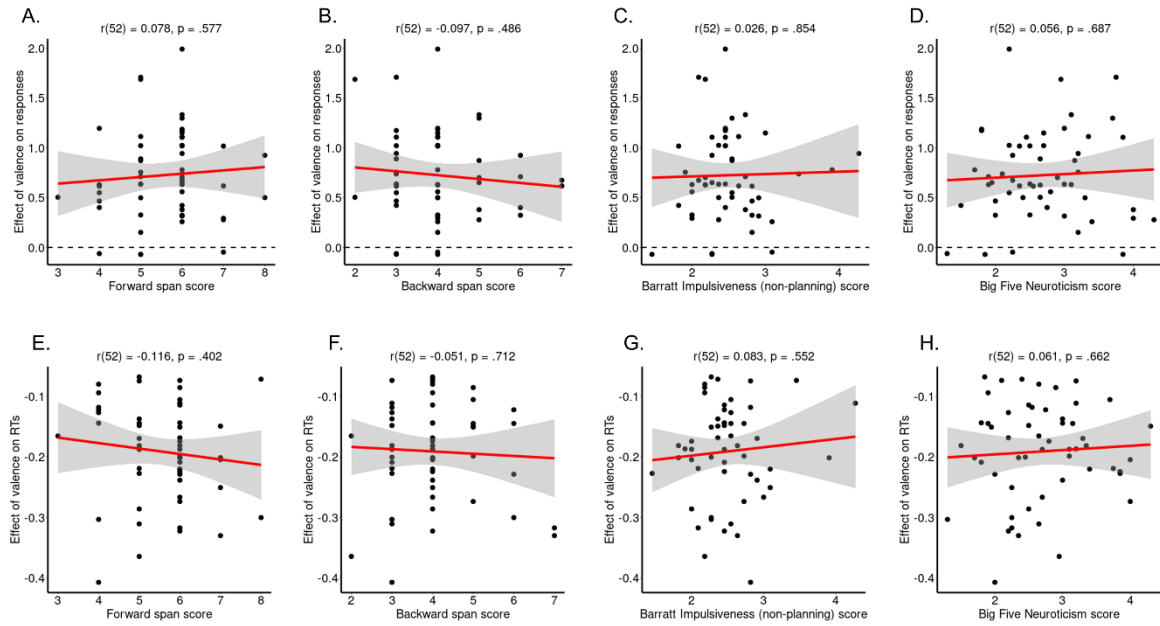 A.
r(52) = 0.078, p = .577
Effect of valence on responses
2.0
1.5
1.0
0.5
0.0
3 4 5 6 7 8
Forward span score
B.
r(52) = -0.097, p = .486
Effect of valence on responses
2.0
1.5
1.0
0.5
0.0
2 3 4 5 6 7
Backward span score
C.
r(52) = 0.026, p = .854
Effect of valence on responses
2.0
1.5
1.0
0.5
0.0
2 3 4
Barratt Impulsiveness (non-planning) score
D.
r(52) = 0.056, p = .687
Effect of valence on responses
2.0
1.5
1.0
0.5
0.0
2 3 4
Big Five Neuroticism score
E.
r(52) = -0.116, p = .402
Effect of valence on RTs
-0.1
-0.2
-0.3
-0.4
3 4 5 6 7 8
Forward span score
F.
r(52) = -0.051, p = .712
Effect of valence on RTs
-0.1
-0.2
-0.3
-0.4
2 3 4 5 6 7
Backward span score
G.
r(52) = 0.083, p = .552
Effect of valence on RTs
-0.1
-0.2
-0.3
-0.4
2 3 4
Barratt Impulsiveness (non-planning) score
H.
r(52) = 0.061, p = .662
Effect of valence on RTs
-0.1
-0.2
-0.3
-0.4
2 3 4
Big Five Neuroticism score